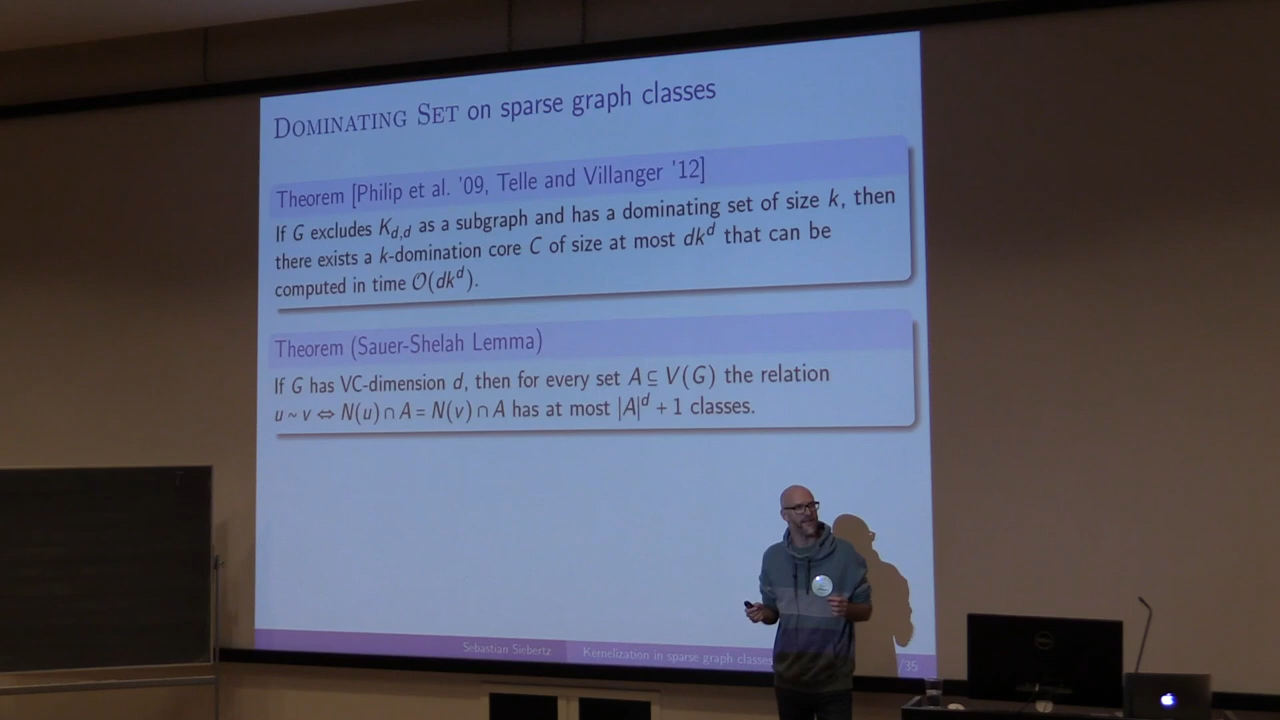 DOMINATING SET on sparse graph classes
Theorem [Philip et al. '09, Telle and Villanger '12]
If G excludes K_{d,d} as a subgraph and has a dominating set of size k, then
there exists a k-domination core C of size at most dk^d that can be
computed in time O(dk^d).
Theorem (Sauer-Shelah Lemma)
If G has VC-dimension d, then for every set A ⊆ V(G) the relation
u ~ v ⇔ N(u) ∩ A = N(v) ∩ A has at most |A|^d + 1 classes.
Sebastian Siebertz Kernelization in sparse graph classes /35
DELL